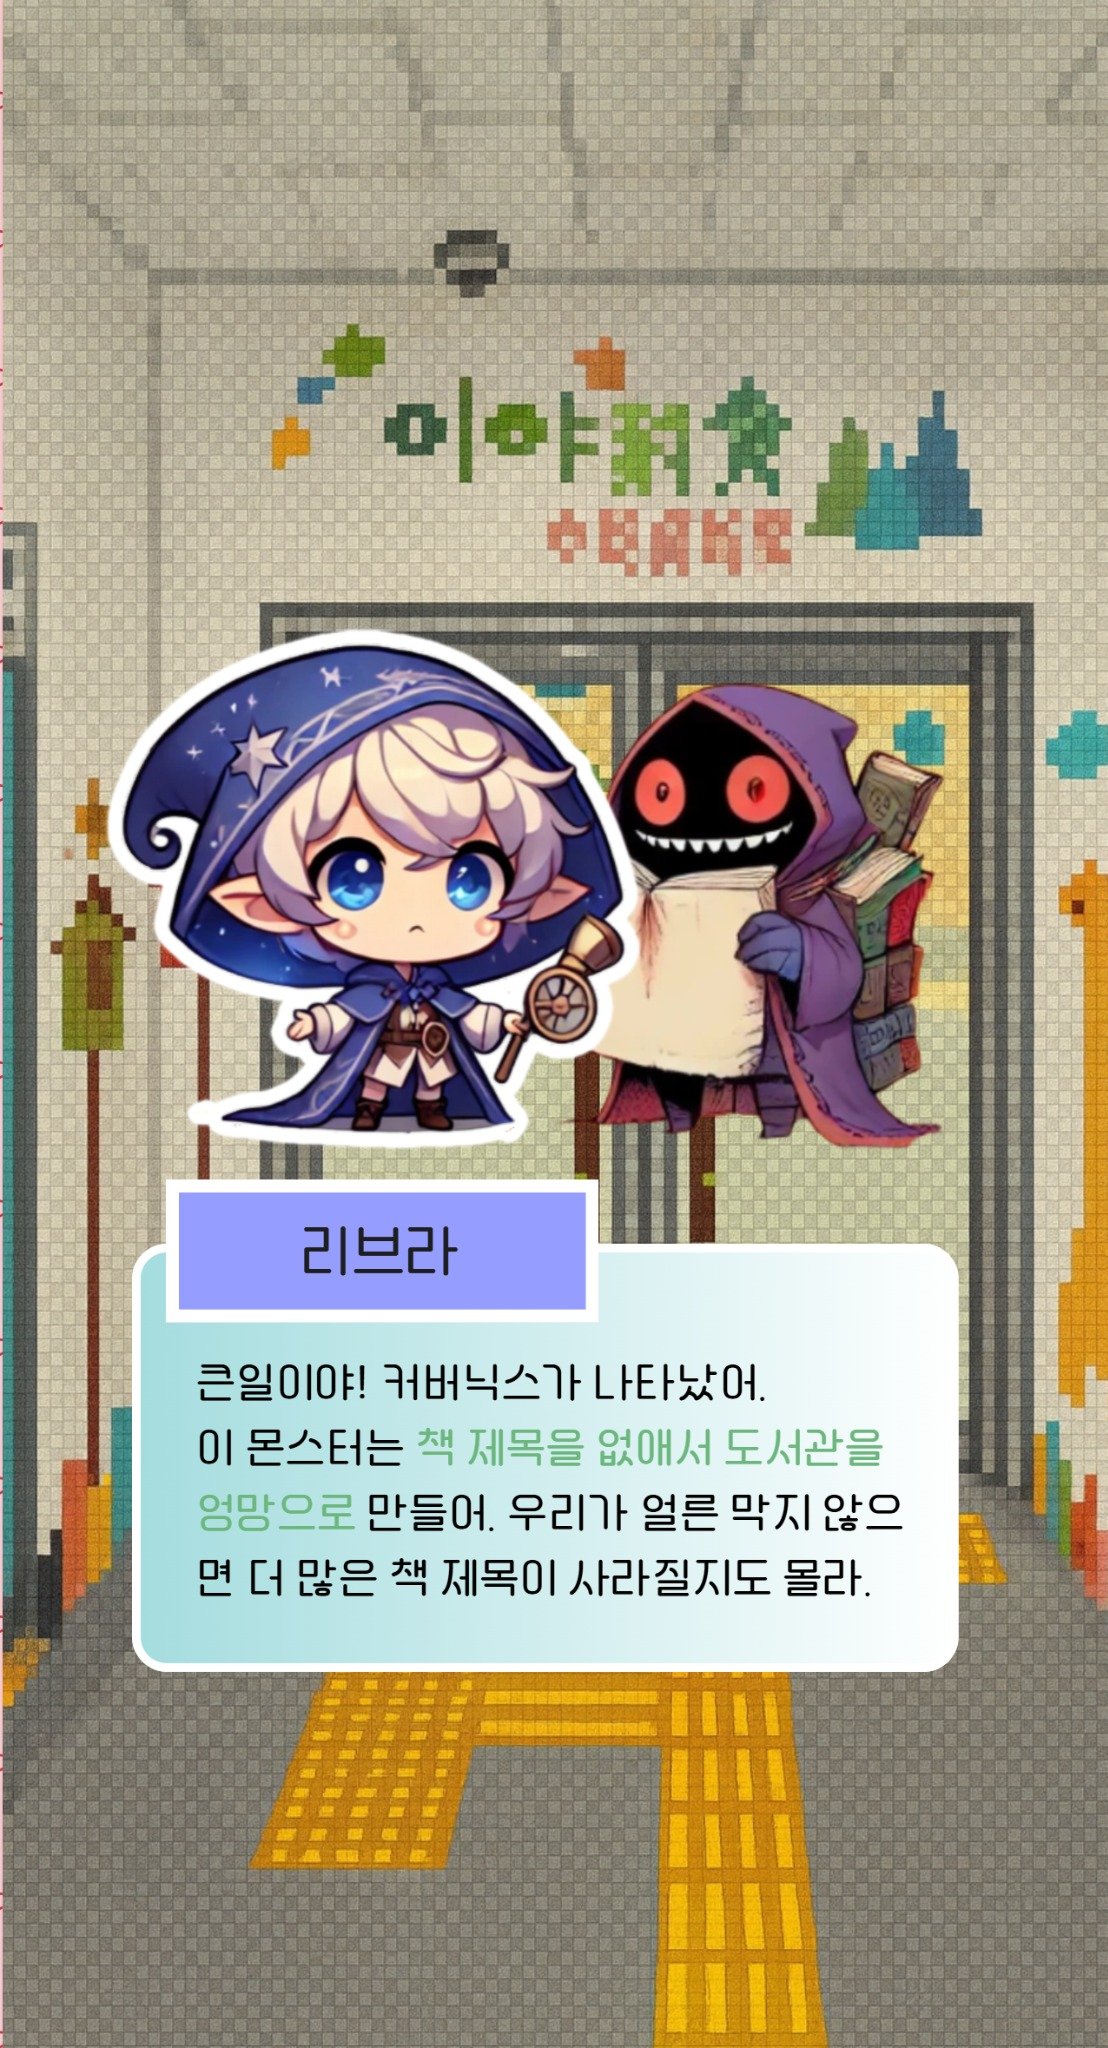 리브라
큰일이야! 커버닉스가 나타났어.
이 몬스터는 책 제목을 없애서 도서관을
엉망으로 만들어. 우리가 얼른 막지 않으
면 더 많은 책 제목이 사라질지도 몰라.